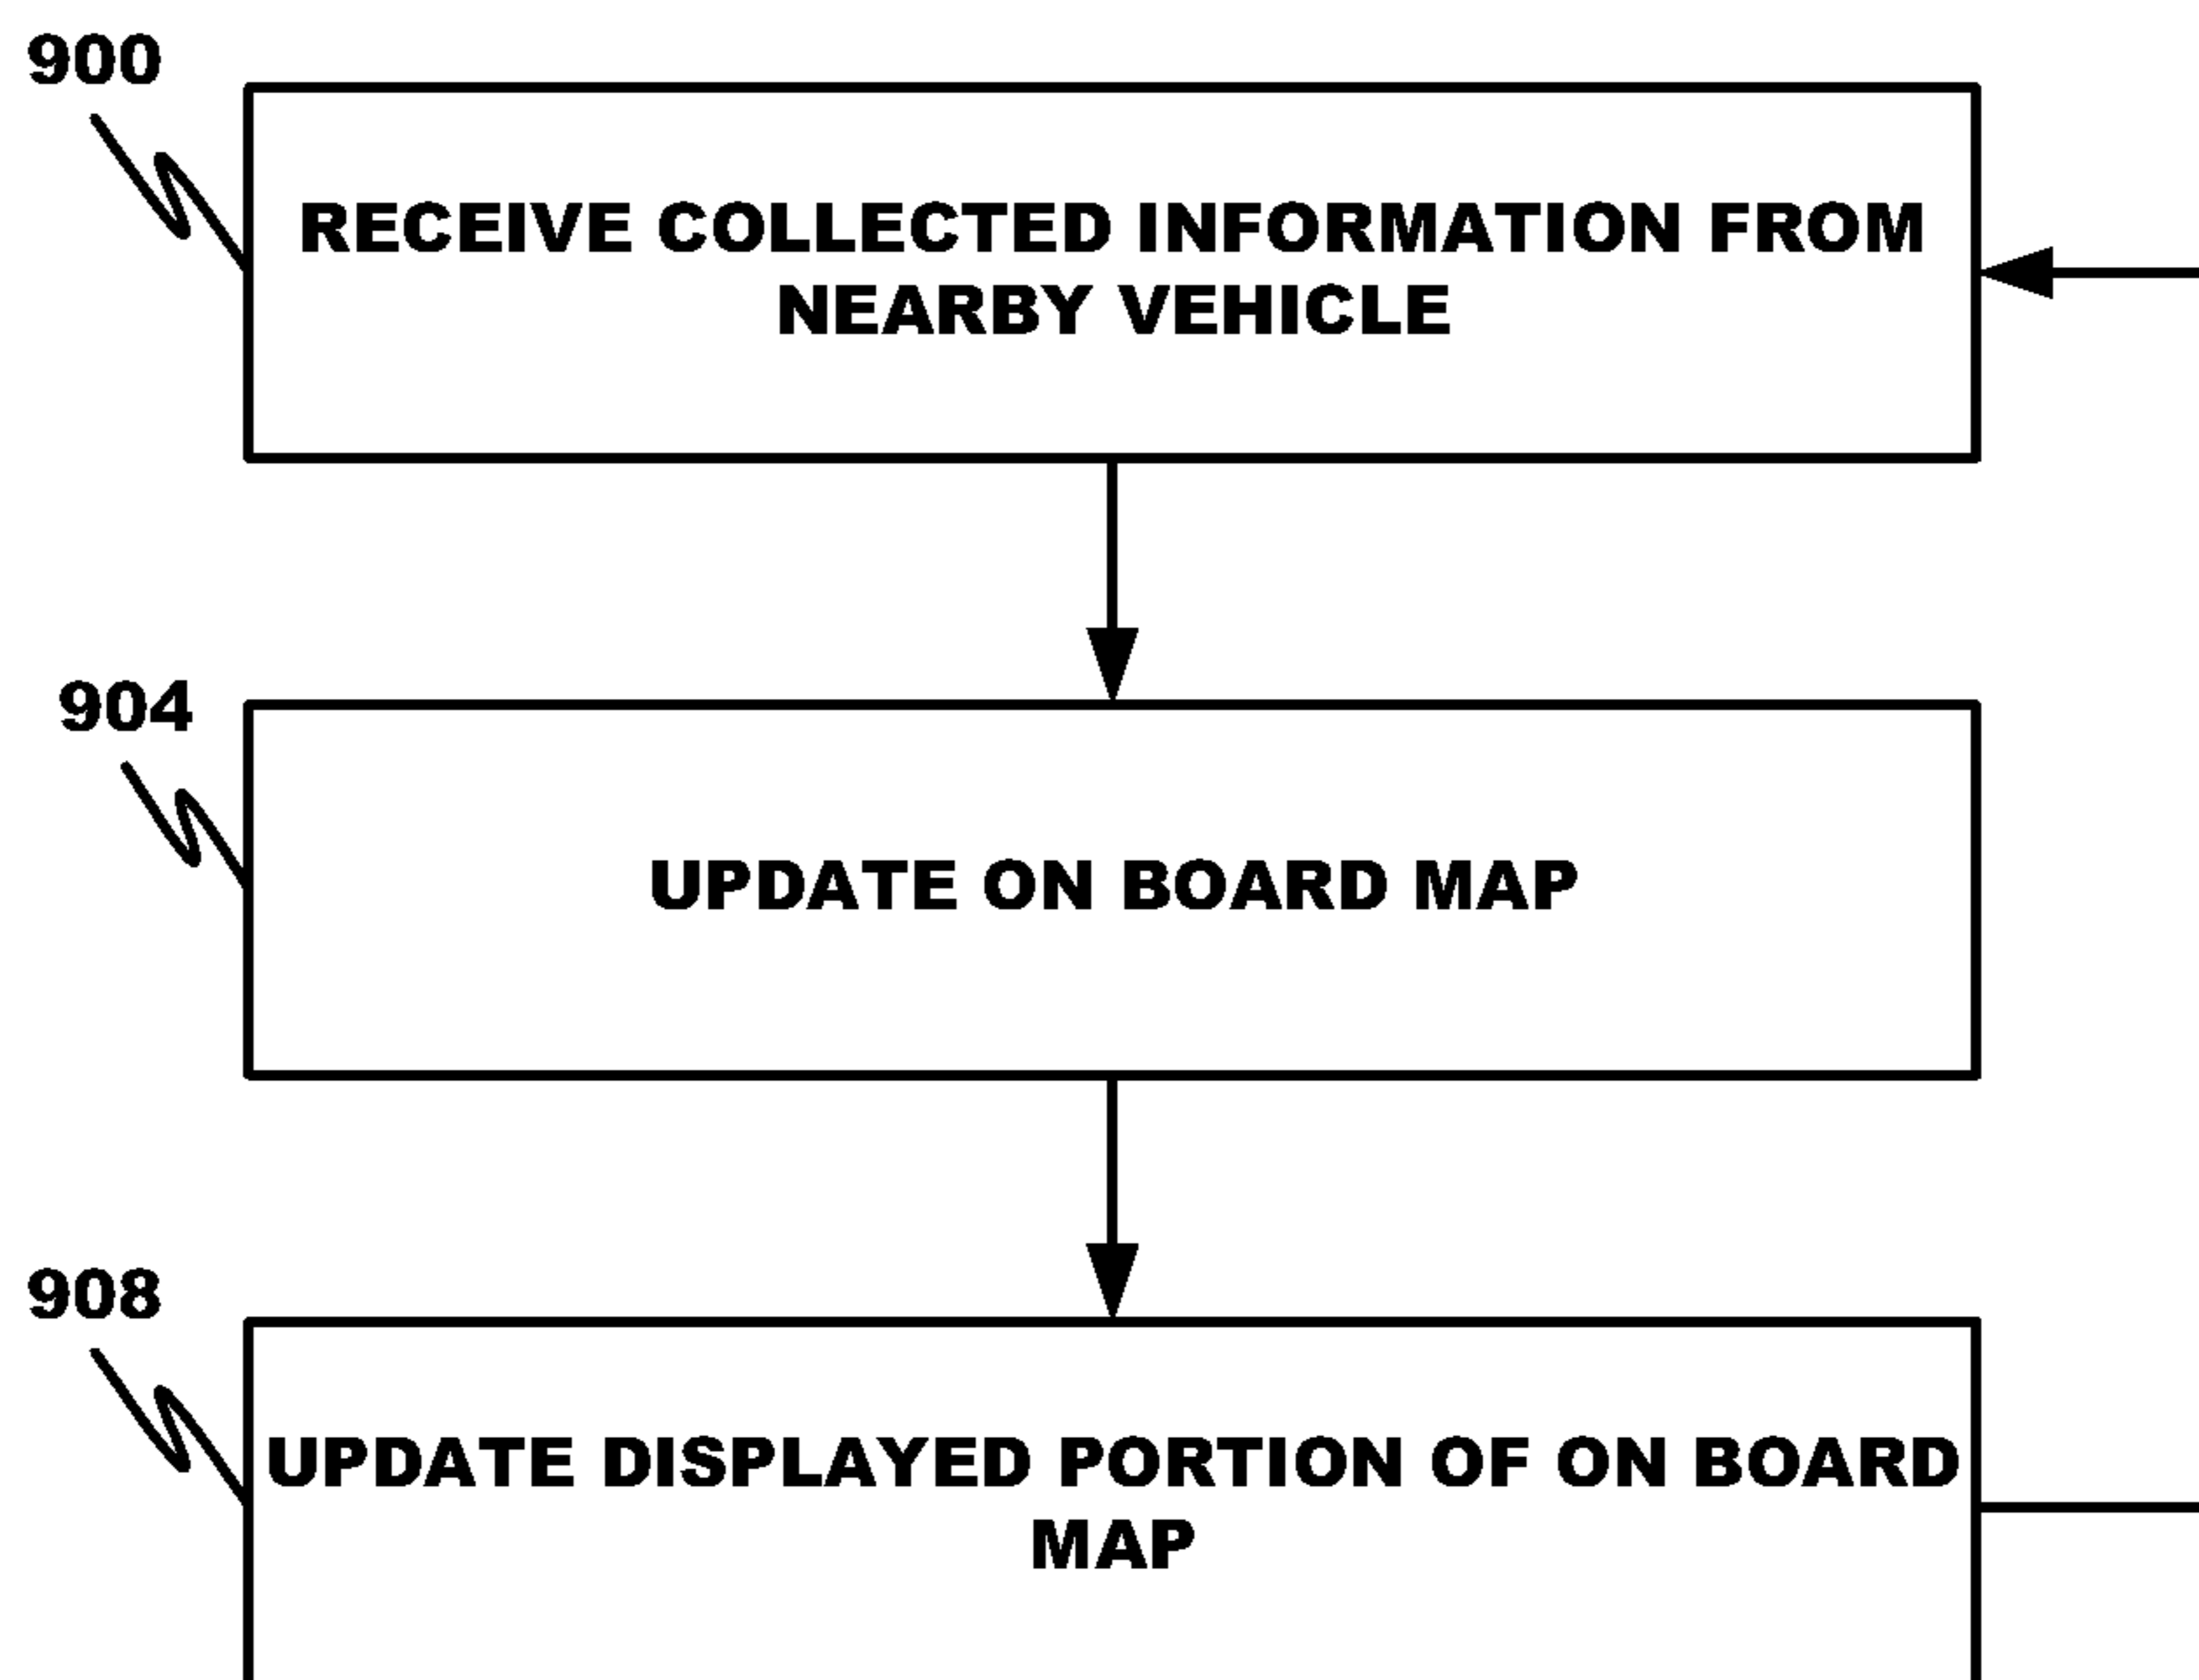 900
RECEIVE COLLECTED INFORMATION FROM
NEARBY VEHICLE
904
UPDATE ON BOARD MAP
908
UPDATE DISPLAYED PORTION OF ON BOARD
MAP